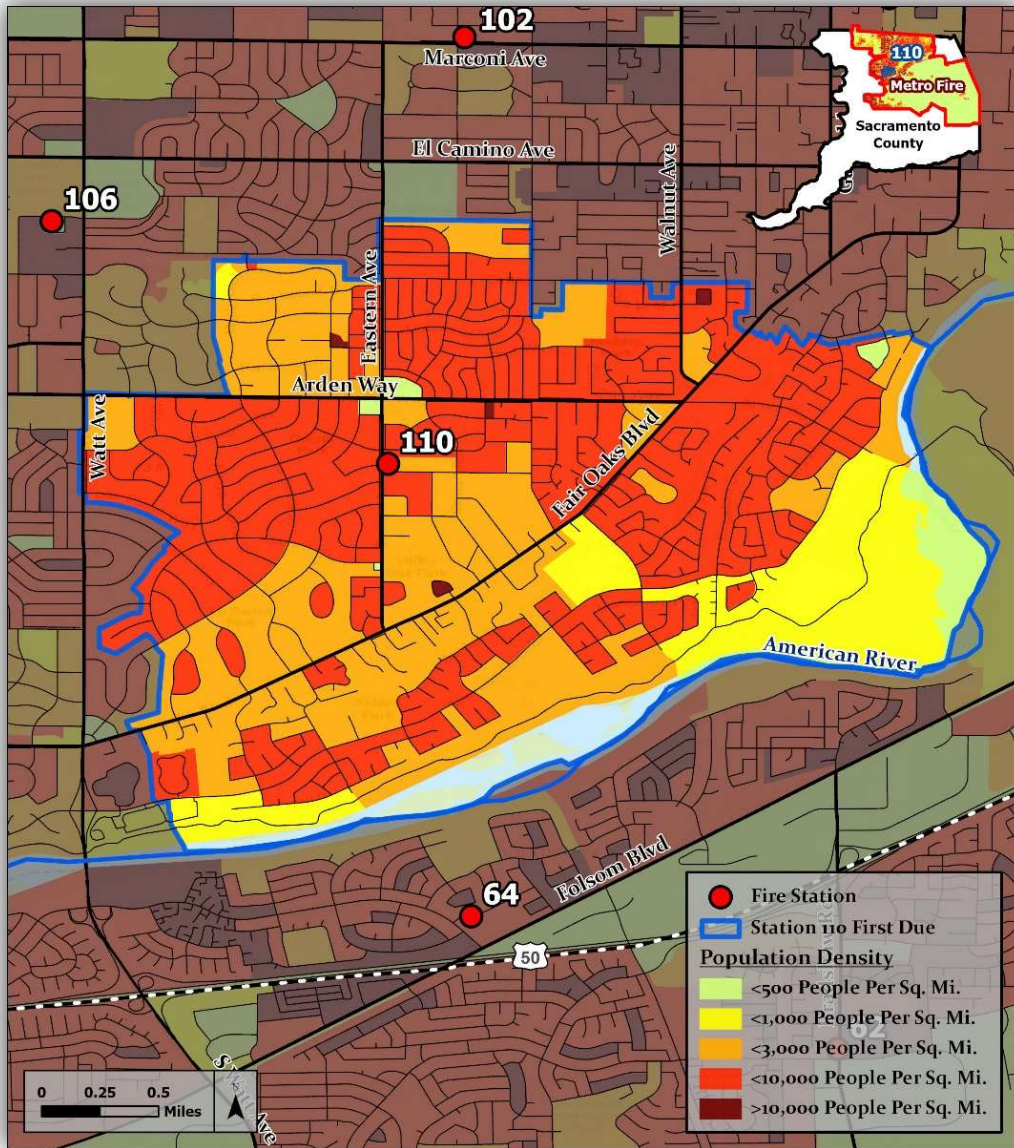 102
Marconi Ave
110
Metro Fire
Sacramento
County
El Camino Ave
Walnut Ave
106
Eastern Ave
Arden Way
Watt Ave
110
Fair Oaks Blvd
American River
64
Folsom Blvd
50
Fire Station
Station 110 First Due
Population Density
<500 People Per Sq. Mi.
<1,000 People Per Sq. Mi.
<3,000 People Per Sq. Mi.
62
<10,000 People Per Sq. Mi.
>10,000 People Per Sq. Mi.
0 0.25 0.5
Miles
Ave